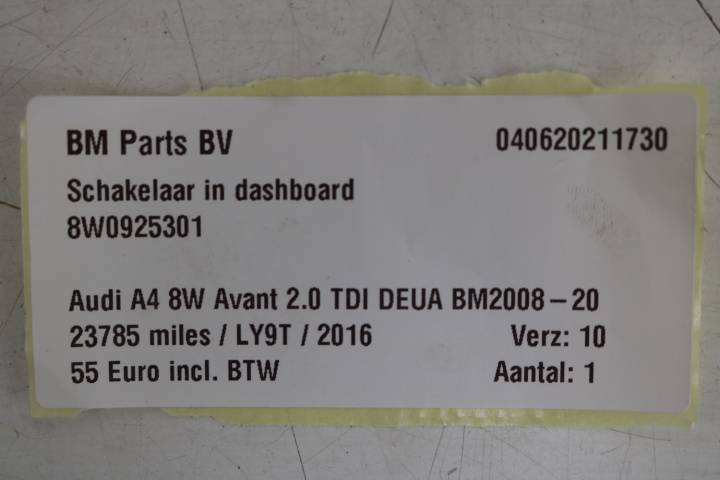 BM Parts BV 040620211730
Schakelaar in dashboard
8W0925301
Audi A4 8W Avant 2.0 TDI DEUA BM2008-20
23785 miles / LY9T / 2016 Verz: 10
55 Euro incl. BTW Aantal: 1